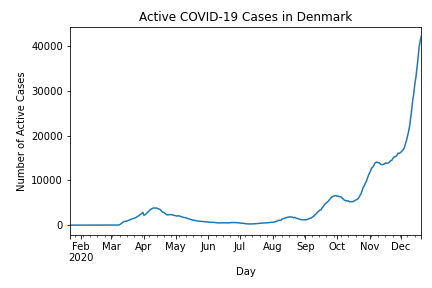 Active COVID-19 Cases in Denmark
Number of Active Cases
40000
30000
20000
10000
0
Feb Mar Apr May Jun Jul Aug Sep Oct Nov Dec
2020
Day